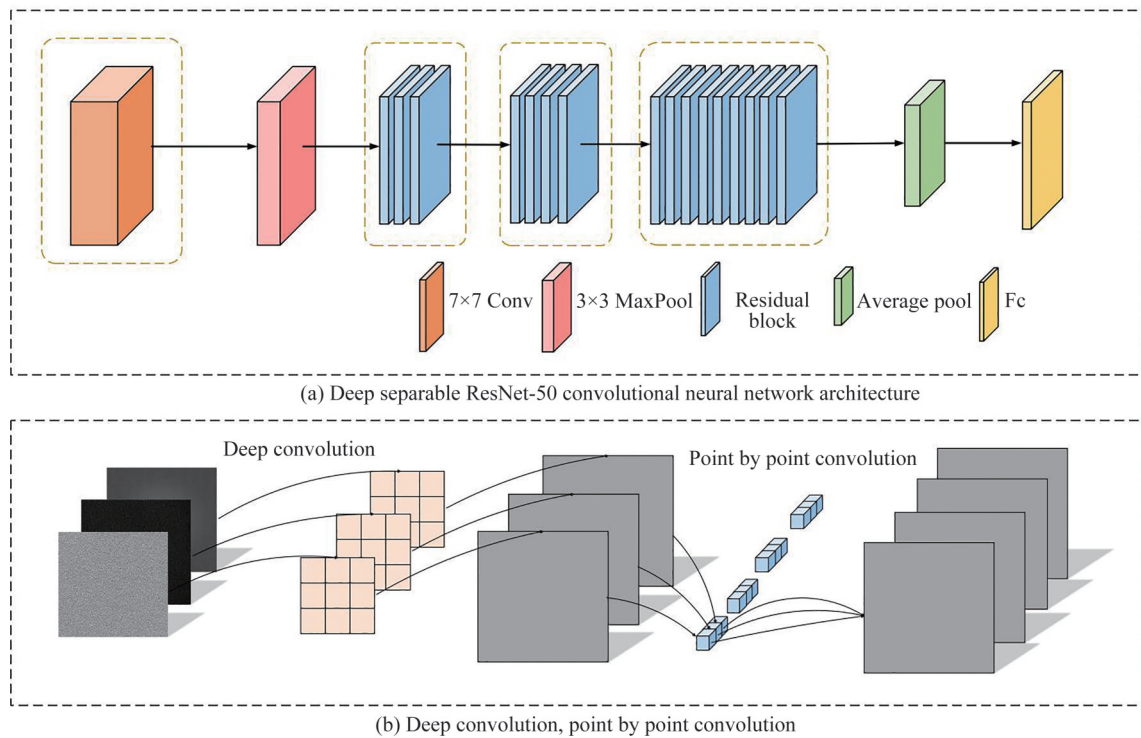 7×7 Conv
3×3 MaxPool
Residual
block
Average pool
Fc
(a) Deep separable ResNet-50 convolutional neural network architecture
Deep convolution
Point by point convolution
(b) Deep convolution, point by point convolution